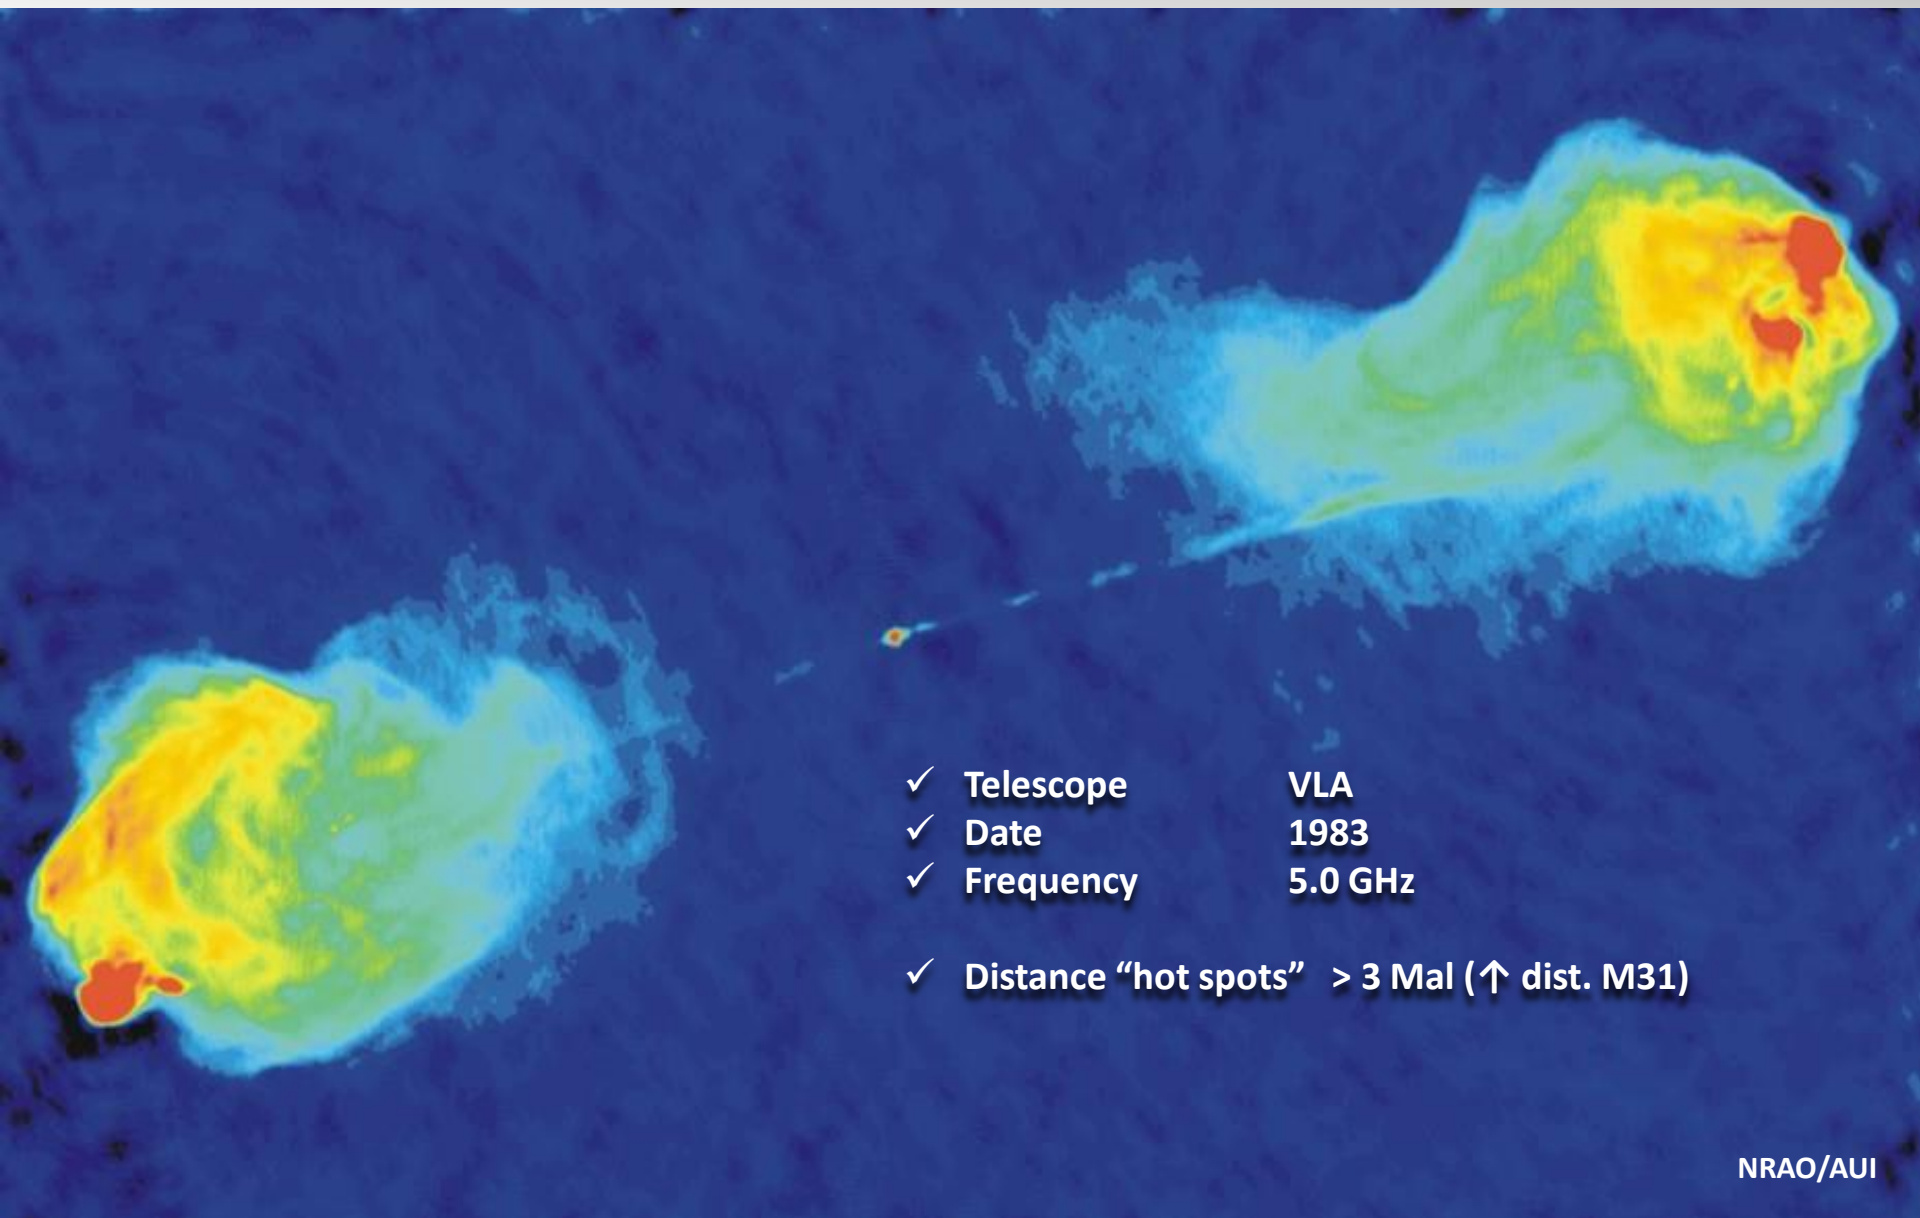 ✓ Telescope VLA
✓ Date 1983
✓ Frequency 5.0 GHz
✓ Distance “hot spots” > 3 Mal (↑ dist. M31)
NRAO/AUI